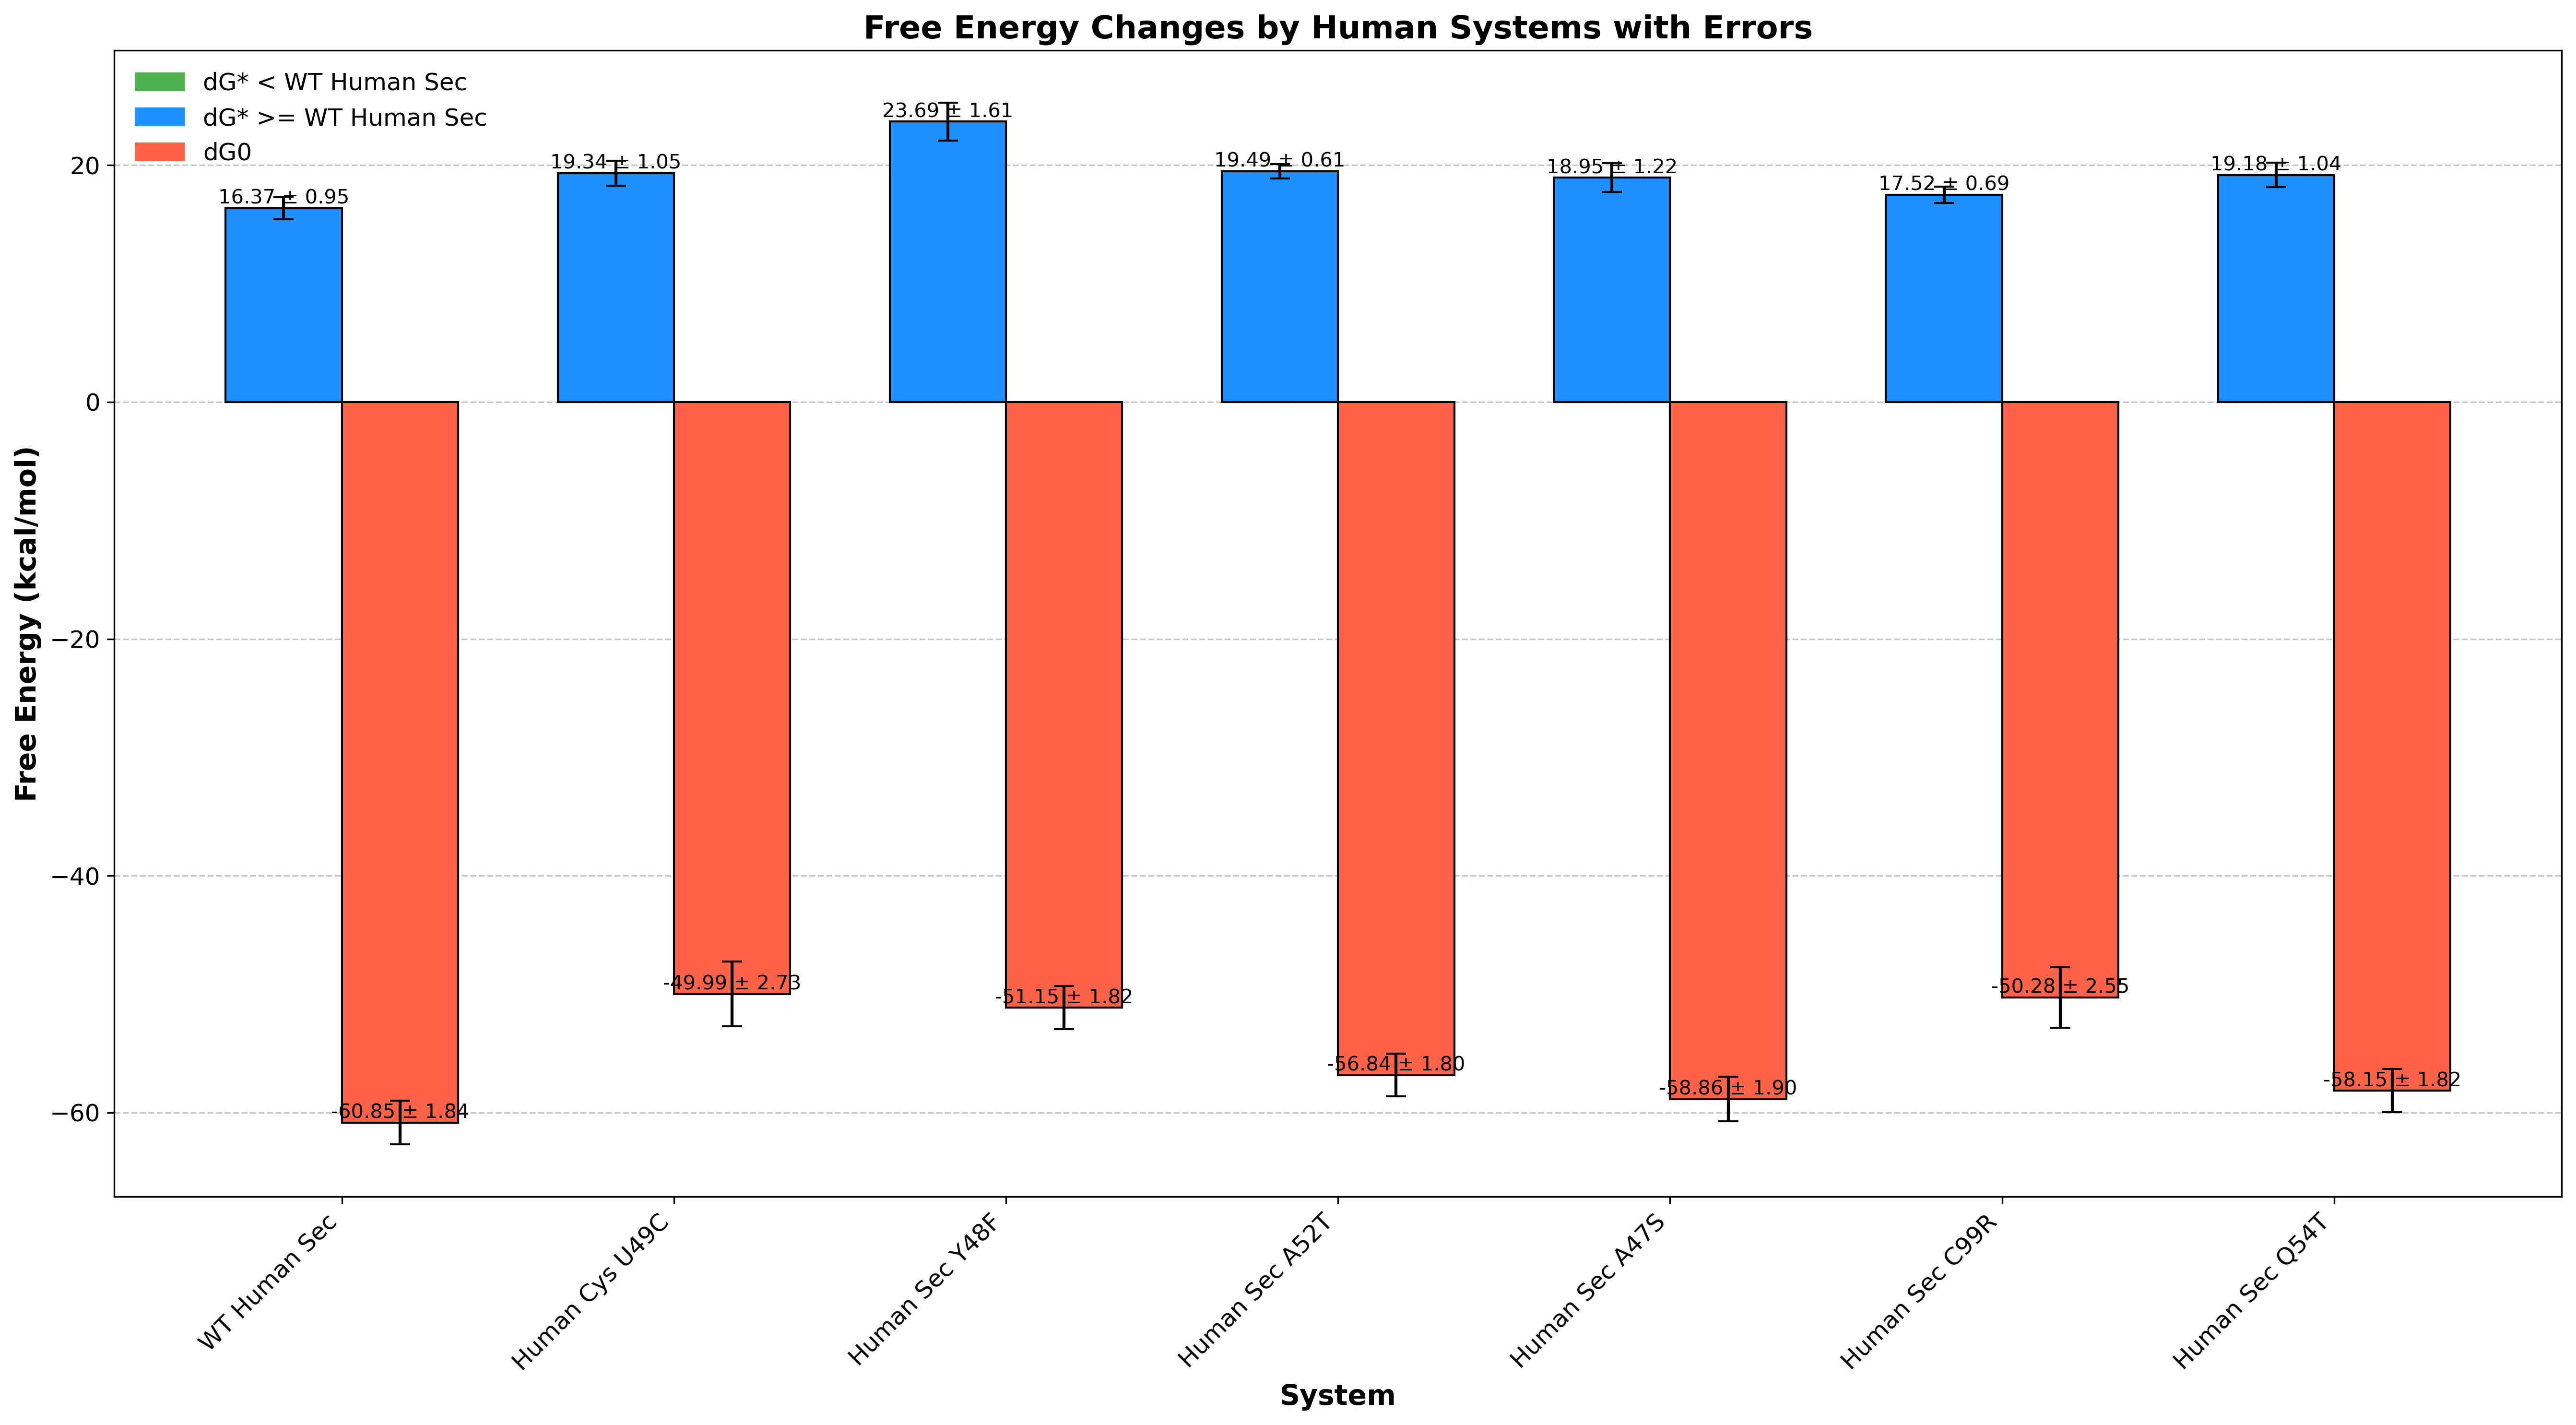 Free Energy Changes by Human Systems with Errors
dG* < WT Human Sec
dG* >= WT Human Sec
dG0
Free Energy (kcal/mol)
20
0
−20
−40
−60
16.37 ± 0.95
19.34 ± 1.05
23.69 ± 1.61
19.49 ± 0.61
18.95 ± 1.22
17.52 ± 0.69
19.18 ± 1.04
-60.85 ± 1.84
-49.99 ± 2.73
-51.15 ± 1.82
-56.84 ± 1.80
-58.86 ± 1.90
-50.28 ± 2.55
-58.15 ± 1.82
WT Human Sec
Human Cys U49C
Human Sec Y48F
Human Sec A52T
Human Sec A47S
Human Sec C99R
Human Sec Q54T
System